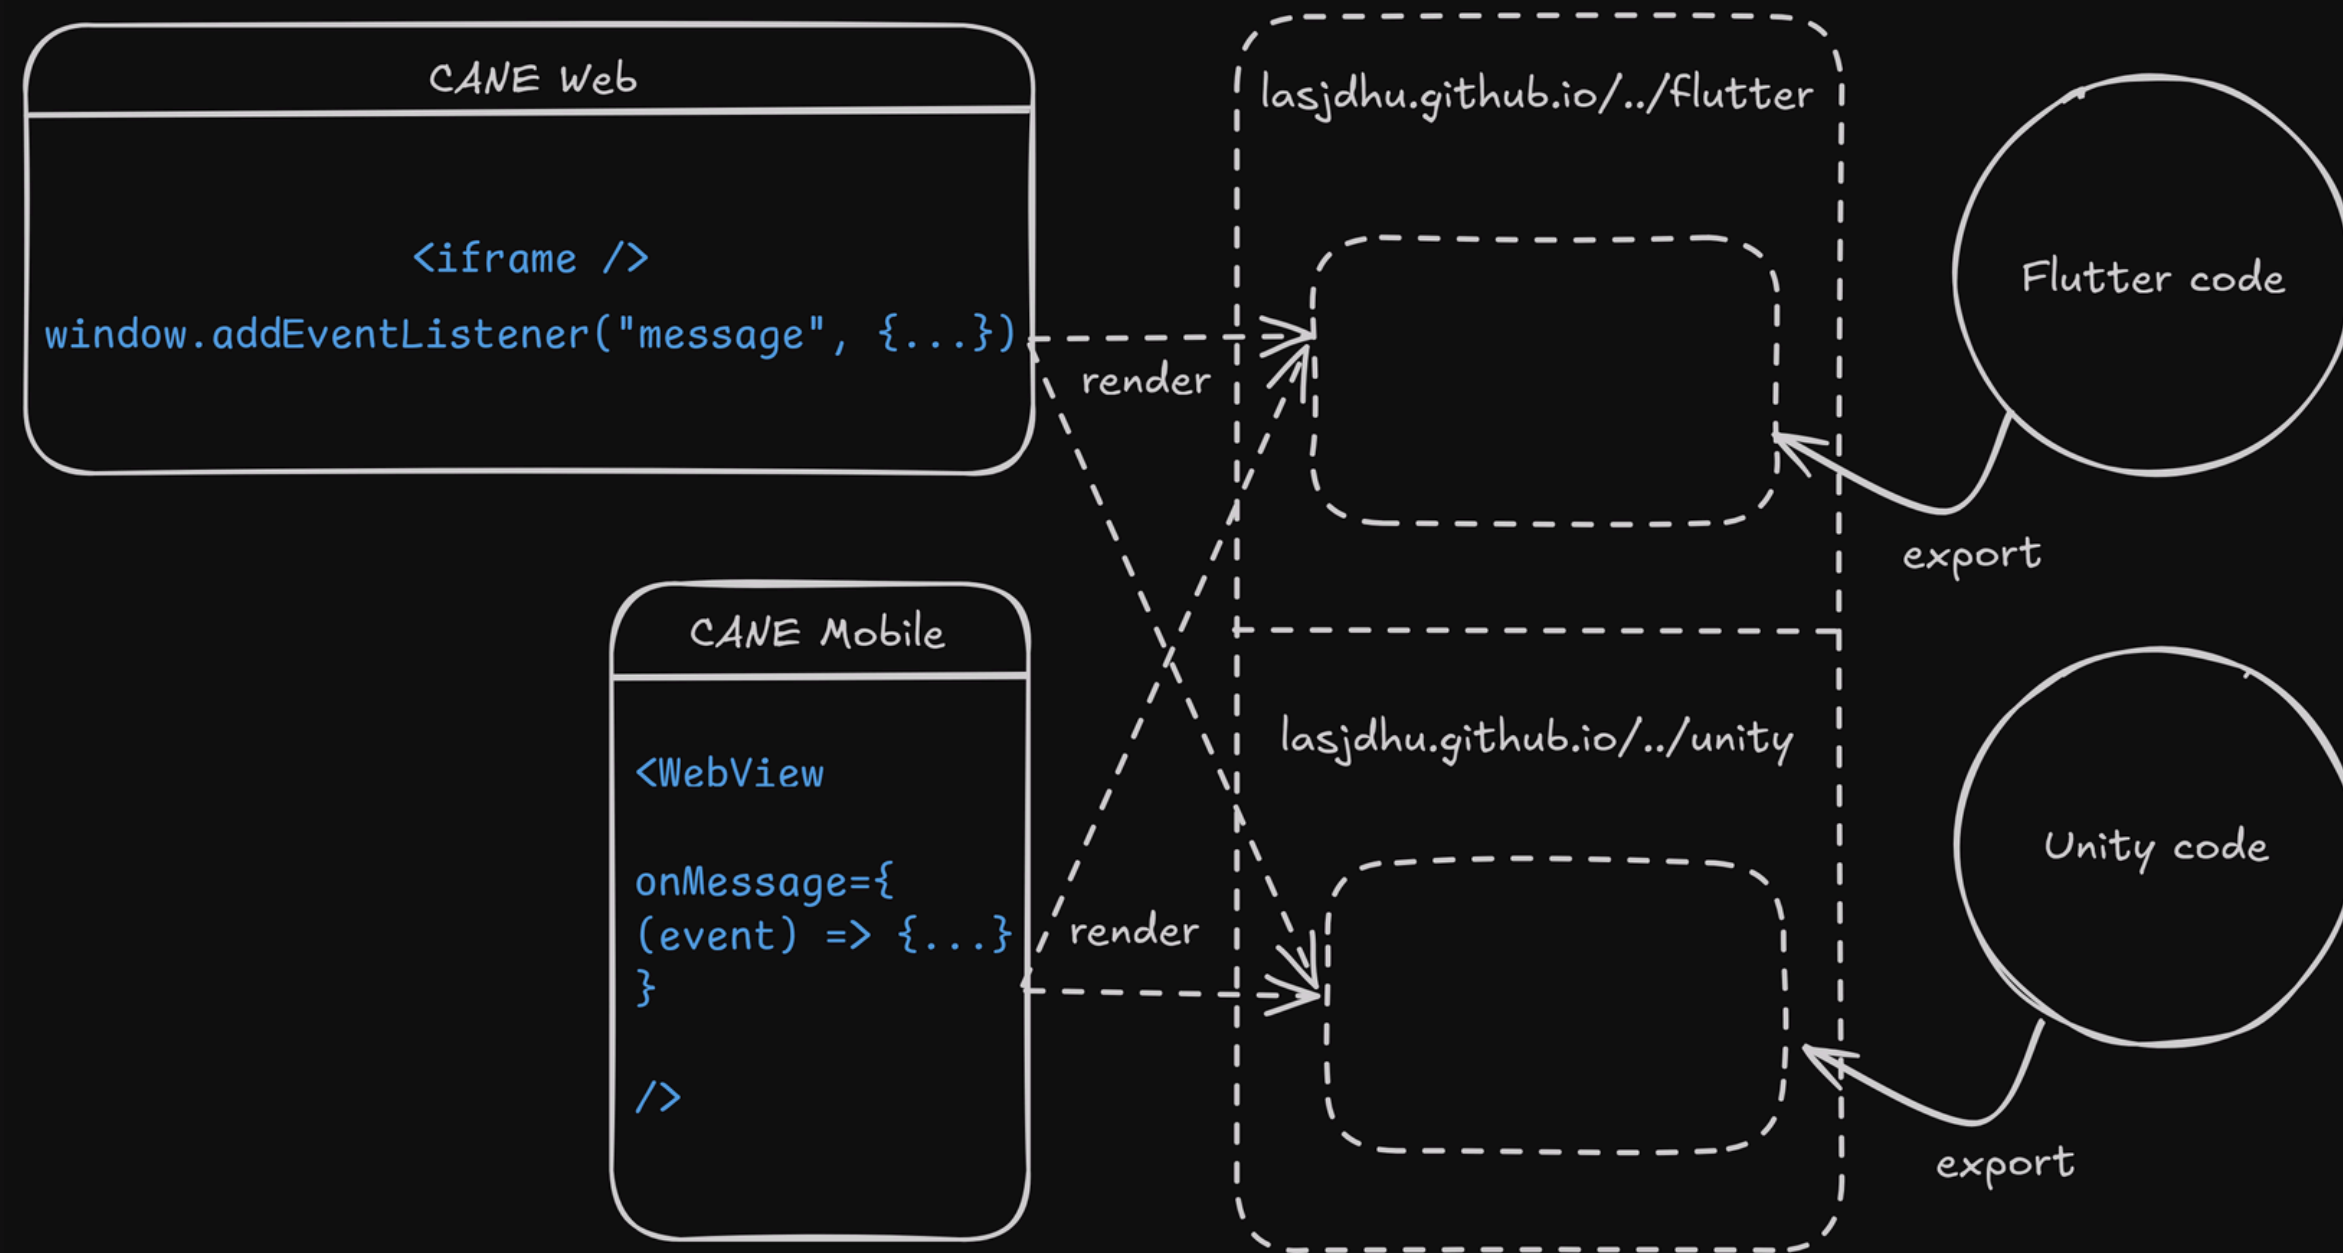 CANE Web
<iframe />
window.addEventListener("message", {...})
render
CANE Mobile
<WebView
onMessage={
(event) => {...}
}
/>
render
lasjdhu.github.io/../flutter
lasjdhu.github.io/../unity
Flutter code
export
Unity code
export